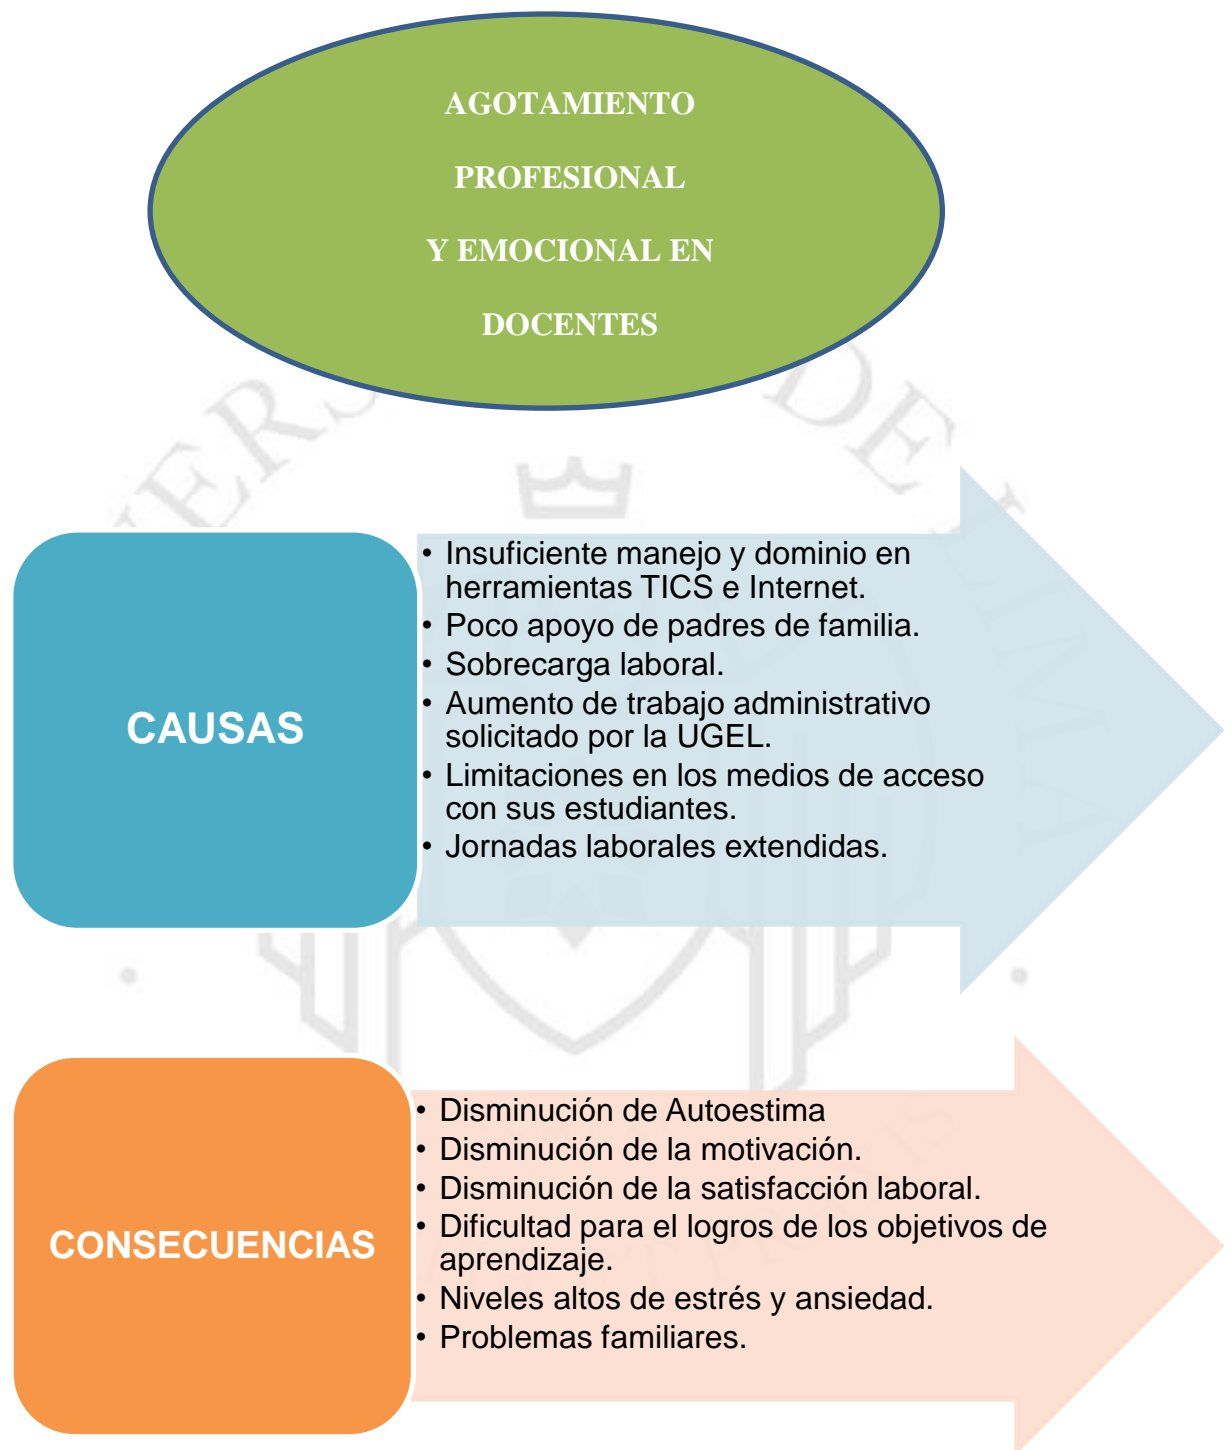 AGOTAMIENTO
PROFESIONAL
Y EMOCIONAL EN
DOCENTES
CAUSAS
• Insuficiente manejo y dominio en
herramientas TICS e Internet.
• Poco apoyo de padres de familia.
• Sobrecarga laboral.
• Aumento de trabajo administrativo
solicitado por la UGEL.
• Limitaciones en los medios de acceso
con sus estudiantes.
• Jornadas laborales extendidas.
CONSECUENCIAS
• Disminución de Autoestima
• Disminución de la motivación.
• Disminución de la satisfacción laboral.
• Dificultad para el logros de los objetivos de
aprendizaje.
• Niveles altos de estrés y ansiedad.
• Problemas familiares.
DE LIMA